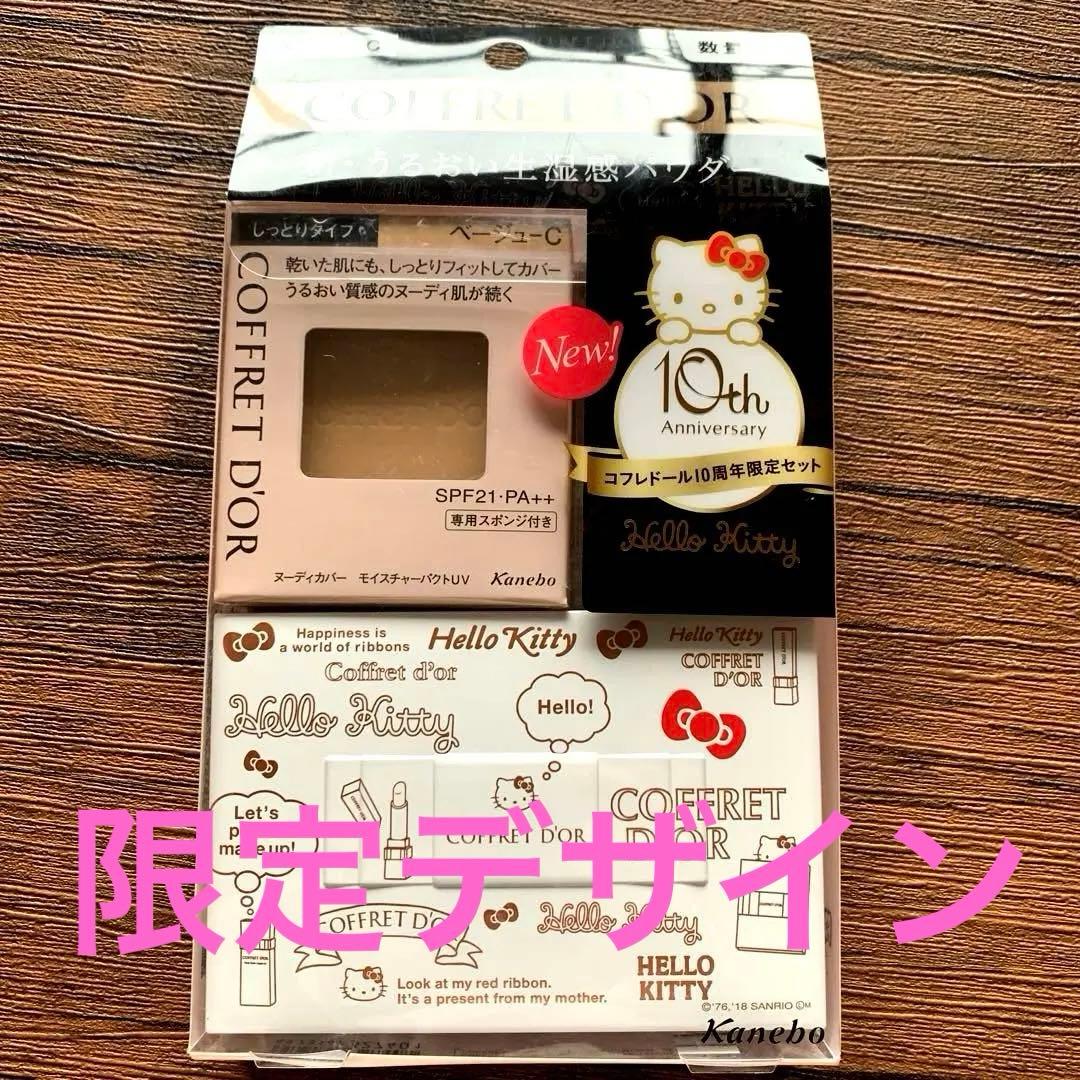 数量
COFFRET D'OR
うるおい生湿感パウダ
しっとりタイプ
ベージュ-C
乾いた肌にも、しっとりフィットしてカバー
うるおい質感のヌーディ肌が続く
COFFRET D'OR
New!
SPF21・PA++
専用スポンジ付き
ヌーディカバー モイスチャーパクトUV
Kanebo
10th
Anniversary
コフレドール10周年限定セット
Hello Kitty
Happiness is
a world of ribbons
Hello Kitty
Hello Kitty
COFFRET
D'OR
Coffret d'or
Hello Kitty
Hello!
Let's
make up!
COFFRET D'OR
COFFRET
D'OR
限定デザイン
COFFRET D'OR
Hello Kitty
Look at my red ribbon.
It's a present from my mother.
HELLO
KITTY
©'76,'18 SANRIO
Kanebo